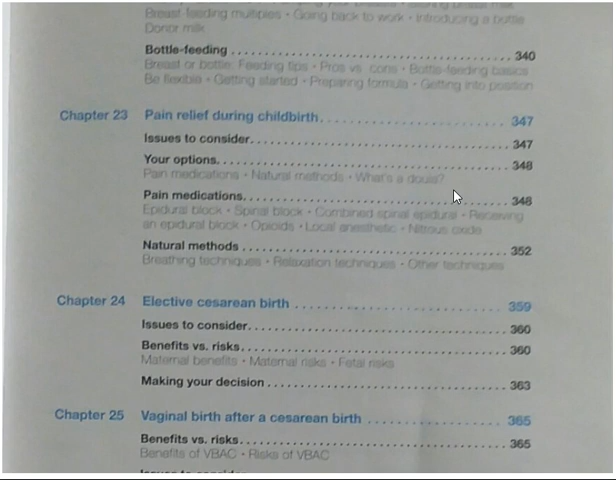 Breast-feeding multiples • Going back to work • Introducing a bottle
Donor milk
Bottle-feeding 340
Breast or bottle: Feeding tips • Pros vs. cons • Bottle-feeding basics
Be flexible • Getting started • Preparing formula • Getting into position
Chapter 23 Pain relief during childbirth 347
Issues to consider 347
Your options 348
Pain medications • Natural methods • What's a doula?
Pain medications 348
Epidural block • Spinal block • Combined spinal epidural • Receiving
an epidural block • Opioids • Local anesthetic • Nitrous oxide
Natural methods 352
Breathing techniques • Relaxation techniques • Other techniques
Chapter 24 Elective cesarean birth 359
Issues to consider 360
Benefits vs. risks 360
Maternal benefits • Maternal risks • Fetal risks
Making your decision 363
Chapter 25 Vaginal birth after a cesarean birth 365
Benefits vs. risks 365
Benefits of VBAC • Risks of VBAC